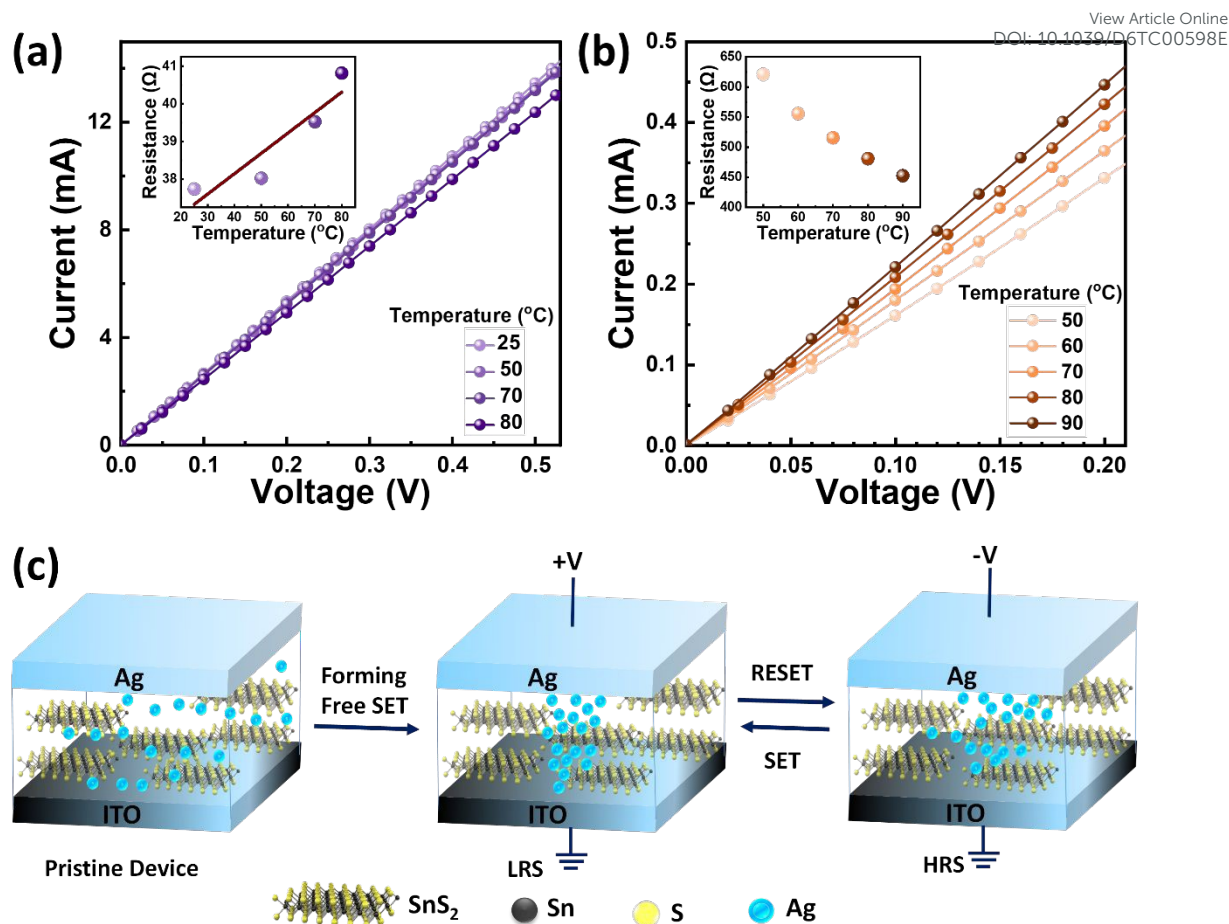 View Article Online
DOI: 10.1039/D6TC00598E
(a)
Current (mA)
12
8
4
0
0.0 0.1 0.2 0.3 0.4 0.5
Voltage (V)
Resistance (Ω)
41
40
39
38
20 30 40 50 60 70 80
Temperature (°C)
Temperature (°C)
25
50
70
80
(b)
Current (mA)
0.5
0.4
0.3
0.2
0.1
0.0
0.00 0.05 0.10 0.15 0.20
Voltage (V)
Resistance (Ω)
650
600
550
500
450
400
50 60 70 80 90
Temperature (°C)
Temperature (°C)
50
60
70
80
90
(c)
Ag
ITO
Pristine Device
Forming
Free SET
+V
Ag
ITO
LRS
RESET
SET
-V
Ag
ITO
HRS
SnS₂
Sn
S
Ag